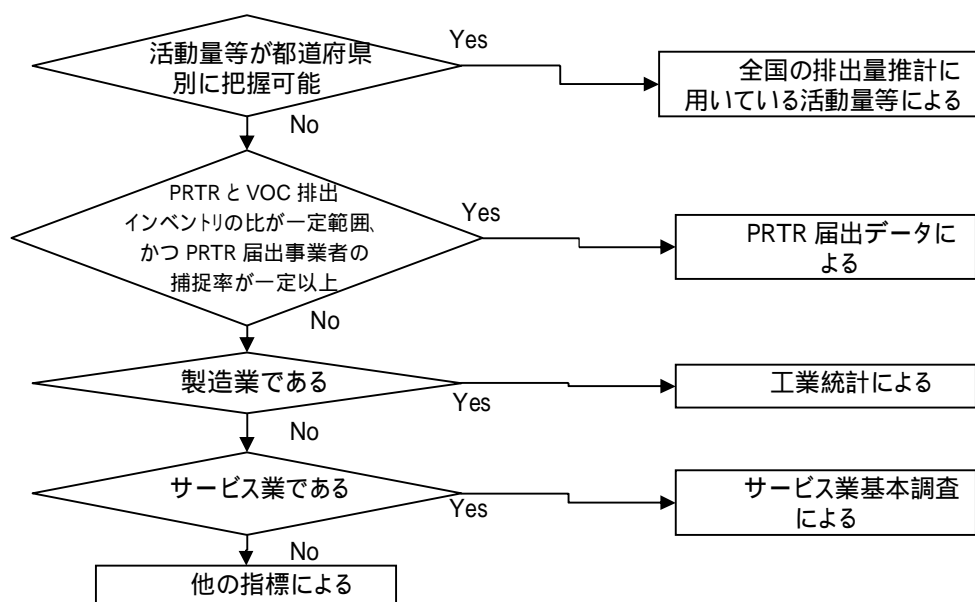 活動量等が都道府県
別に把握可能
Yes
全国の排出量推計に
用いている活動量等による
No
PRTR と VOC 排出
インベントリの比が一定範囲、
かつ PRTR 届出事業者の
捕捉率が一定以上
Yes
PRTR 届出データに
よる
No
製造業である
Yes
工業統計による
No
サービス業である
Yes
サービス業基本調査
による
No
他の指標による